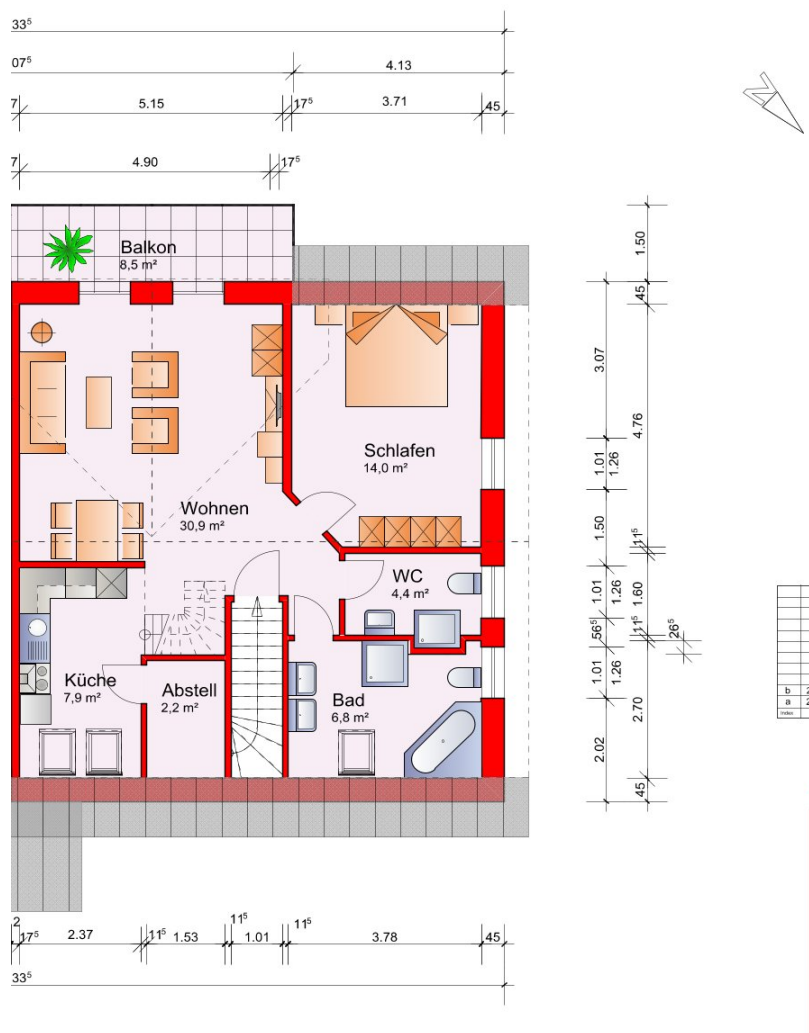 33⁵
07⁵
4.13
7
5.15
17⁵
3.71
45
7
4.90
17⁵
N
Balkon
8,5 m²
1.50
45
3.07
4.76
Schlafen
14,0 m²
1.01
1.26
Wohnen
30,9 m²
1.50
11⁵
WC
4,4 m²
1.01
1.26
1.60
56⁵
11⁵
26⁵
Küche
7,9 m²
Abstell
2,2 m²
Bad
6,8 m²
1.01
1.26
2.70
2.02
45
b
a
Index
2
17⁵
2.37
11⁵
1.53
11⁵
1.01
11⁵
3.78
45
33⁵